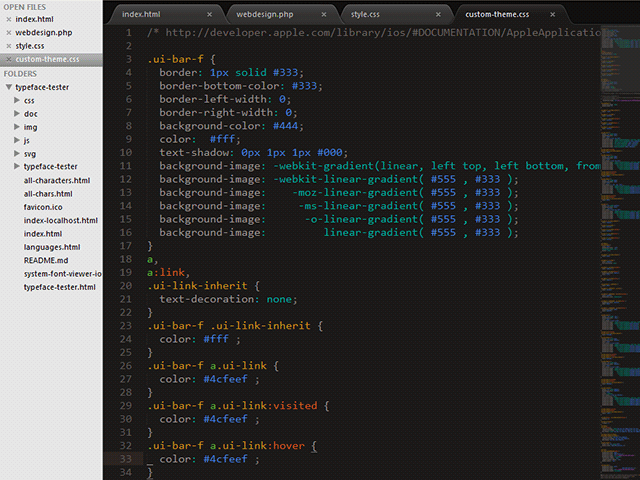 OPEN FILES
index.html
webdesign.php
style.css
custom-theme.css
FOLDERS
typeface-tester
css
doc
img
js
svg
typeface-tester
all-characters.html
all-chars.html
favicon.ico
index-localhost.html
index.html
languages.html
README.md
system-font-viewer-io
typeface-tester.html
index.html × webdesign.php × style.css × custom-theme.css ×
1 /* http://developer.apple.com/library/ios/#DOCUMENTATION/AppleApplication
2
3 .ui-bar-f {
4 border: 1px solid #333;
5 border-bottom-color: #333;
6 border-left-width: 0;
7 border-right-width: 0;
8 background-color: #444;
9 color: #fff;
10 text-shadow: 0px 1px 1px #000;
11 background-image: -webkit-gradient(linear, left top, left bottom, from
12 background-image: -webkit-linear-gradient( #555 , #333 );
13 background-image: -moz-linear-gradient( #555 , #333 );
14 background-image: -ms-linear-gradient( #555 , #333 );
15 background-image: -o-linear-gradient( #555 , #333 );
16 background-image: linear-gradient( #555 , #333 );
17 }
18 a,
19 a:link,
20 .ui-link-inherit {
21 text-decoration: none;
22 }
23 .ui-bar-f .ui-link-inherit {
24 color: #fff ;
25 }
26 .ui-bar-f a.ui-link {
27 color: #4cfeef ;
28 }
29 .ui-bar-f a.ui-link:visited {
30 color: #4cfeef ;
31 }
32 .ui-bar-f a.ui-link:hover {
33 color: #4cfeef ;
34 }